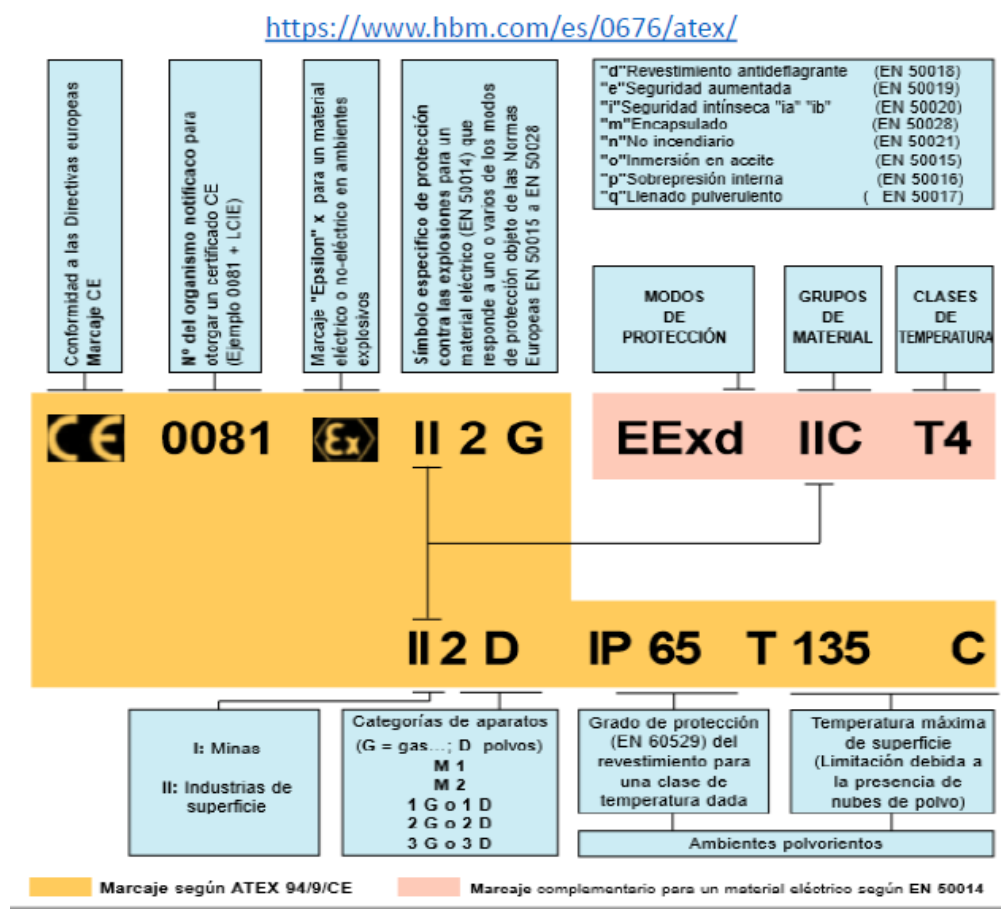 https://www.hbm.com/es/0676/atex/
Conformidad a las Directivas europeas
Marcaje CE
Nº del organismo notificaco para
otorgar un certificado CE
(Ejemplo 0081 + LCIE)
Marcaje "Epsilon" x para un material
eléctrico o no-eléctrico en ambientes
explosivos
Símbolo específico de protección
contra las explosiones para un
material eléctrico (EN 50014) que
responde a uno o varios de los modos
de protección objeto de las Normas
Europeas EN 50015 a EN 50028
"d"Revestimiento antideflagrante (EN 50018)
"e"Seguridad aumentada (EN 50019)
"i"Seguridad intínseca "ia" "ib" (EN 50020)
"m"Encapsulado (EN 50028)
"n"No incendiario (EN 50021)
"o"Inmersión en aceite (EN 50015)
"p"Sobrepresión interna (EN 50016)
"q"Llenado pulverulento ( EN 50017)
MODOS
DE
PROTECCIÓN
GRUPOS
DE
MATERIAL
CLASES
DE
TEMPERATURA
CE 0081 Ex II 2 G EExd IIC T4
II 2 D IP 65 T 135 C
I: Minas
II: Industrias de
superficie
Categorías de aparatos
(G = gas...; D polvos)
M 1
M 2
1 G o 1 D
2 G o 2 D
3 G o 3 D
Grado de protección
(EN 60529) del
revestimiento para
una clase de
temperatura dada
Temperatura máxima
de superficie
(Limitación debida a
la presencia de
nubes de polvo)
Ambientes polvorientos
Marcaje según ATEX 94/9/CE
Marcaje complementario para un material eléctrico según EN 50014